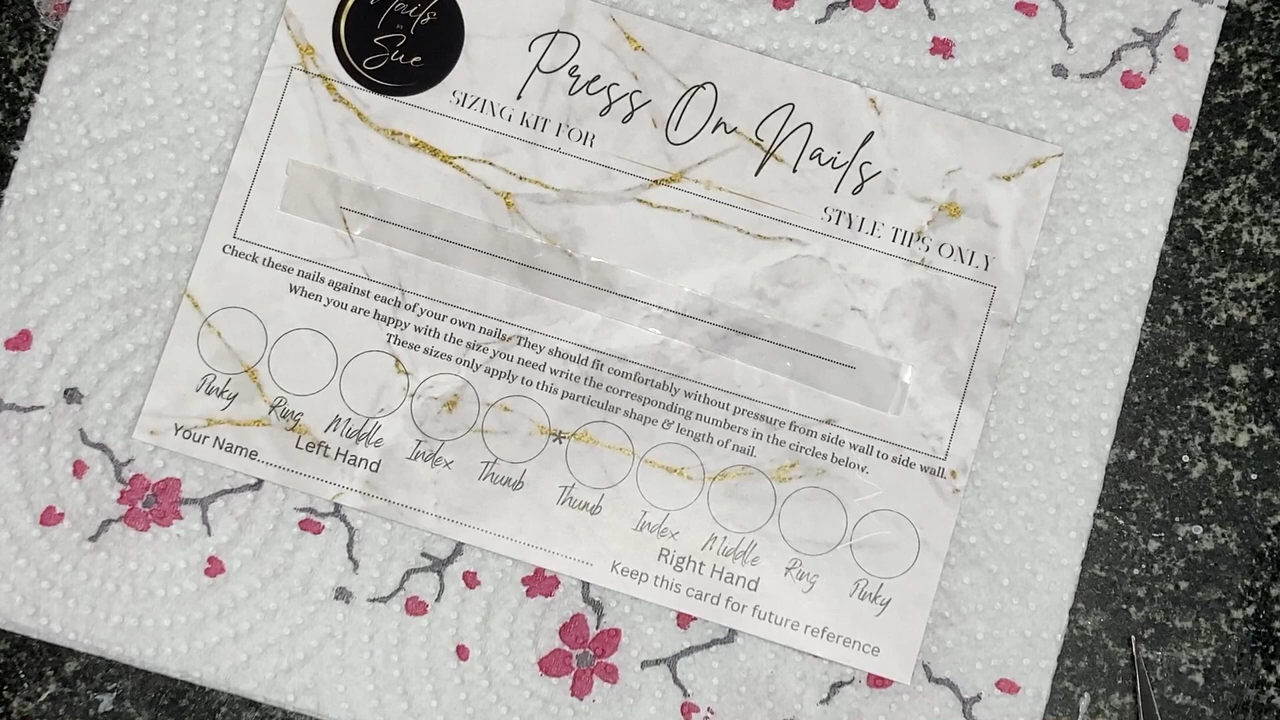 Nails
Sue
Press On Nails
SIZING KIT FOR
STYLE TIPS ONLY
Check these nails against each of your own nails. They should fit comfortably without pressure from side wall to side wall.
When you are happy with the size you need write the corresponding numbers in the circles below.
These sizes only apply to this particular shape & length of nail.
*
Pinky Ring Middle Index Thumb Thumb Index Middle Ring Pinky
Left Hand
Right Hand
Your Name..............................
Keep this card for future reference